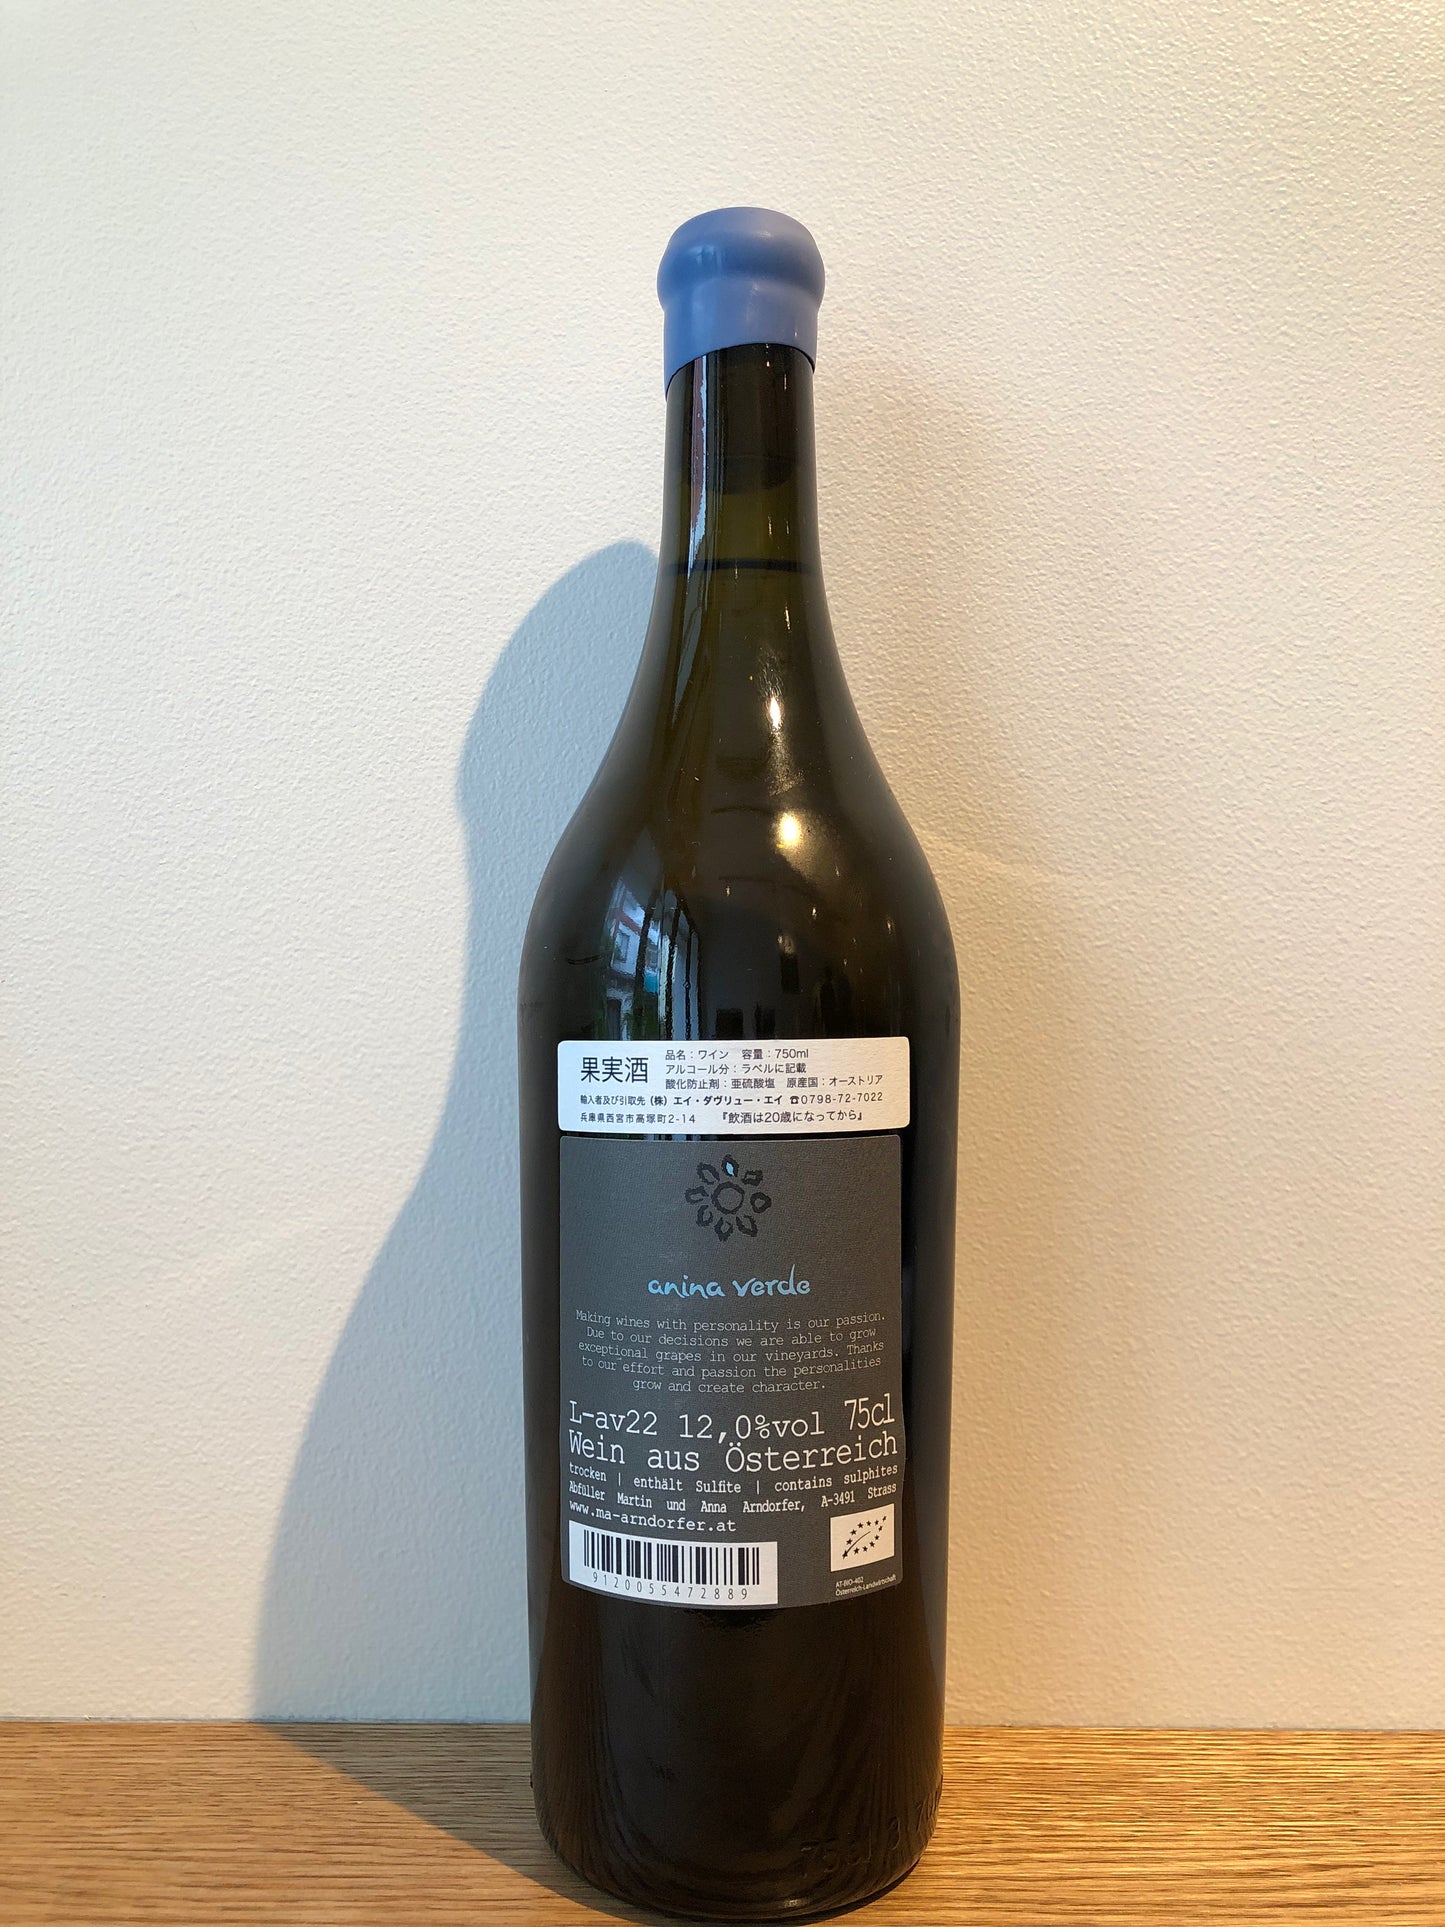 果実酒
品名：ワイン　容量：750ml
アルコール分：ラベルに記載
酸化防止剤：亜硫酸塩　原産国：オーストリア
輸入者及び引取先 (株) エイ・ダヴリュー・エイ ☎0798-72-7022
兵庫県西宮市高塚町2-14　『飲酒は20歳になってから』
anina verde
Making wines with personality is our passion.
Due to our decisions we are able to grow
exceptional grapes in our vineyards. Thanks
to our effort and passion the personalities
grow and create character.
L-av22 12,0%vol 75cl
Wein aus Österreich
trocken | enthält Sulfite | contains sulphites
Abfüller Martin und Anna Arndorfer, A-3491 Strass
www.ma-arndorfer.at
9120055472889
AT-BIO-402
Österreich-Landwirtschaft
75cl